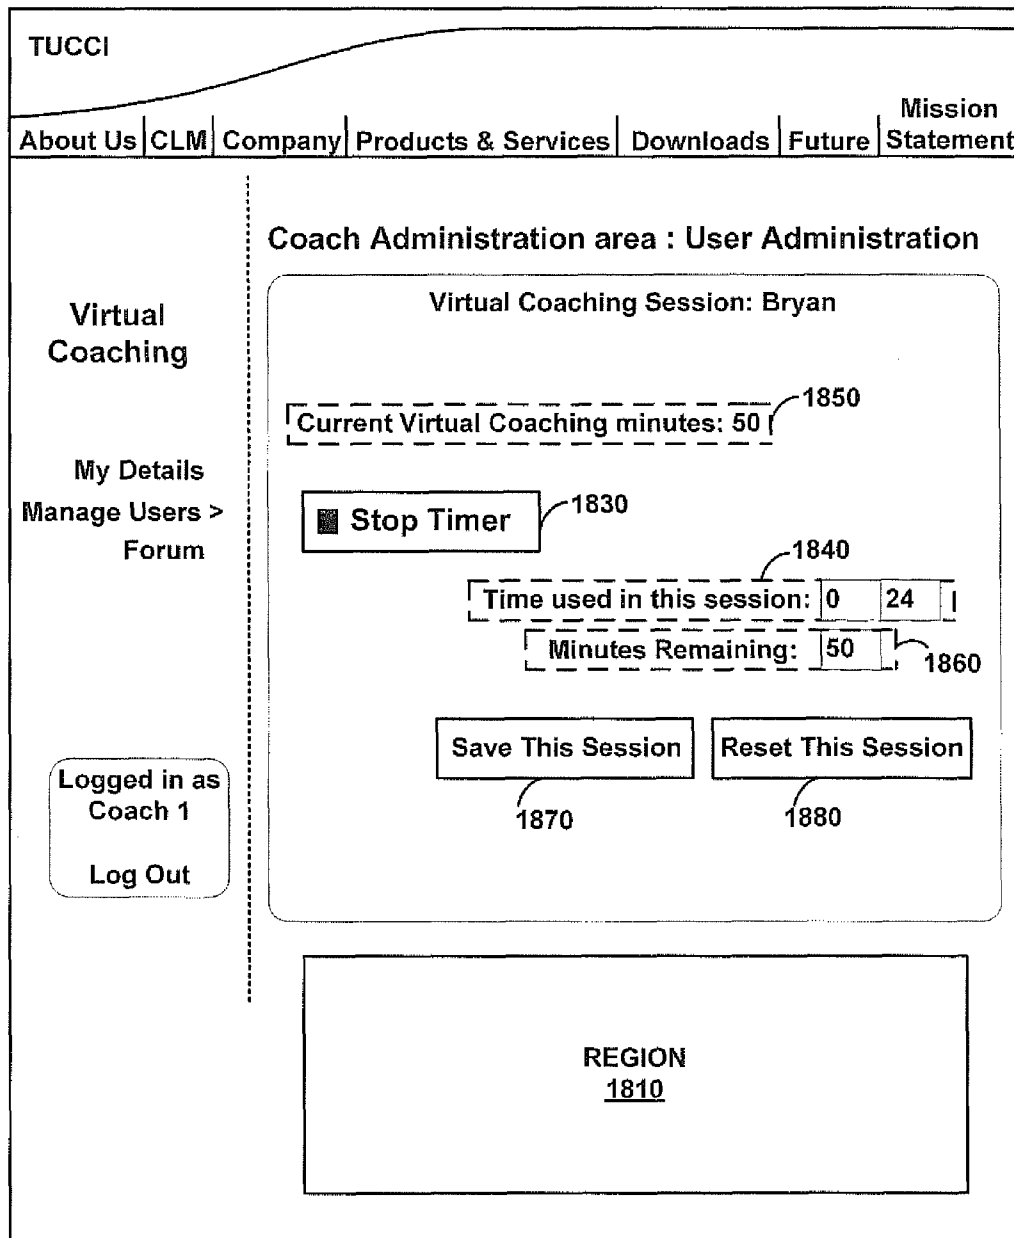 TUCCI
About Us CLM Company Products & Services Downloads Future Mission Statement
Coach Administration area : User Administration
Virtual
Coaching
My Details
Manage Users >
Forum
Logged in as
Coach 1
Log Out
Virtual Coaching Session: Bryan
Current Virtual Coaching minutes: 50
1850
Stop Timer
1830
1840
Time used in this session: 0 24
Minutes Remaining: 50
1860
Save This Session
Reset This Session
1870
1880
REGION
1810